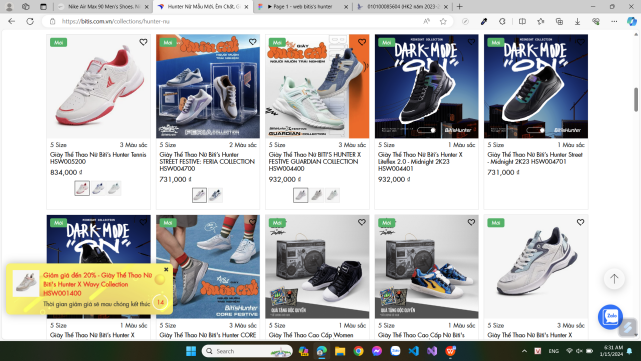 Nike Air Max 90 Men's Shoes. N
Hunter Nữ Mẫu Mới, Êm Chất, G
Page 1 - web bitis's hunter
010100085604 (HK2 năm 2023
https://bitis.com.vn/collections/hunter-nu
Mới
Mới
Mới
Mới
Mới
DARK-MODE
ON
DARK-MODE
ON
5 Size 3 Màu sắc
Giày Thể Thao Nữ Biti's Hunter Tennis
HSW005200
834,000 ₫
5 Size 2 Màu sắc
Giày Thể Thao Nữ Biti's Hunter
STREET FESTIVE: FERIA COLLECTION
HSW004700
731,000 ₫
5 Size 3 Màu sắc
Giày Thể Thao Nữ BITI'S HUNTER X
FESTIVE GUARDIAN COLLECTION
HSW004400
932,000 ₫
5 Size 1 Màu sắc
Giày Thể Thao Nữ Biti's Hunter X
Liteflex 2.0 - Midnight 2K23
HSW004401
932,000 ₫
5 Size 1 Màu sắc
Giày Thể Thao Nữ Biti's Hunter Street
- Midnight 2K23 HSW004701
731,000 ₫
Mới
Mới
Mới
Mới
Mới
DARK-MODE
ON
Giảm giá đến 20% - Giày Thể Thao Nữ
Biti's Hunter X Wavy Collection
HSW001400
Thời gian giảm giá sẽ mau chóng kết thúc
14
5 Size 1 Màu sắc
Giày Thể Thao Nữ Biti's Hunter X
5 Size 3 Màu sắc
Giày Thể Thao Nữ Biti's Hunter CORE
5 Size 1 Màu sắc
Giày Thể Thao Cao Cấp Women
5 Size 1 Màu sắc
Giày Thể Thao Cao Cấp Nữ Biti's
5 Size 3 Màu sắc
Giày Thể Thao Nữ Biti's Hunter X
Zalo
Search
ENG
6:31 AM
1/15/2024